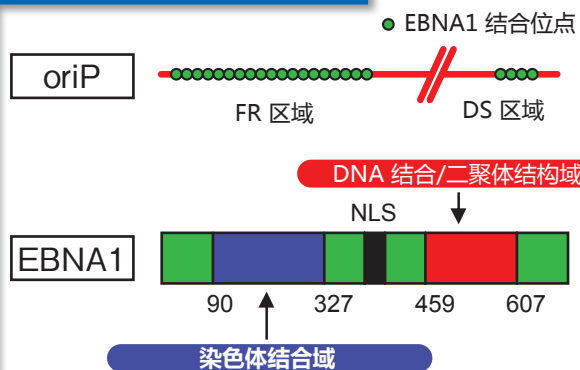 EBNA1 结合位点
oriP
FR 区域
DS 区域
DNA 结合/二聚体结构域
NLS
EBNA1
90 327 459 607
染色体结合域